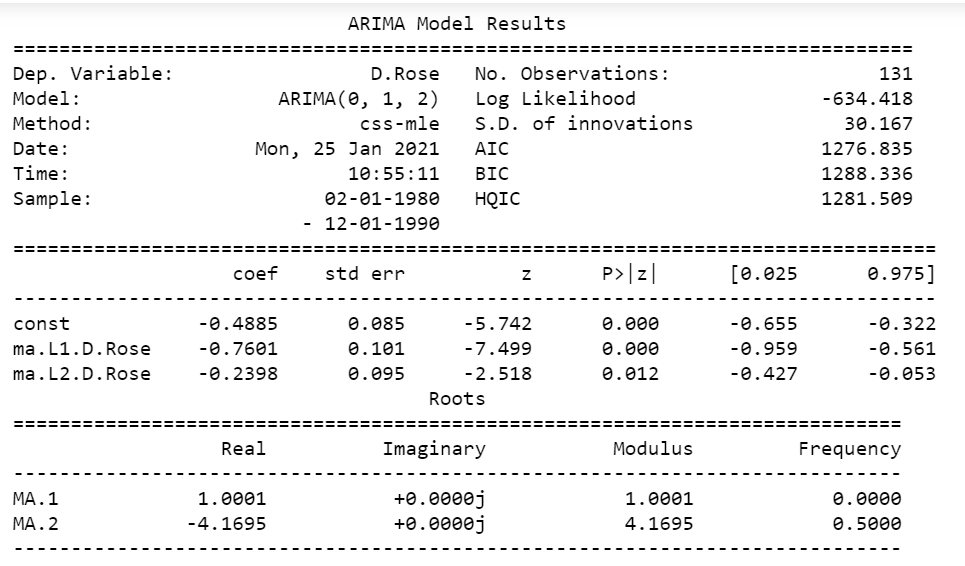 ARIMA Model Results
==============================================================================
Dep. Variable: D.Rose No. Observations: 131
Model: ARIMA(0, 1, 2) Log Likelihood -634.418
Method: css-mle S.D. of innovations 30.167
Date: Mon, 25 Jan 2021 AIC 1276.835
Time: 10:55:11 BIC 1288.336
Sample: 02-01-1980 HQIC 1281.509
- 12-01-1990
================================================================================
coef std err z P>|z| [0.025 0.975]
--------------------------------------------------------------------------------
const -0.4885 0.085 -5.742 0.000 -0.655 -0.322
ma.L1.D.Rose -0.7601 0.101 -7.499 0.000 -0.959 -0.561
ma.L2.D.Rose -0.2398 0.095 -2.518 0.012 -0.427 -0.053
Roots
=============================================================================
Real Imaginary Modulus Frequency
-----------------------------------------------------------------------------
MA.1 1.0001 +0.0000j 1.0001 0.0000
MA.2 -4.1695 +0.0000j 4.1695 0.5000
-----------------------------------------------------------------------------